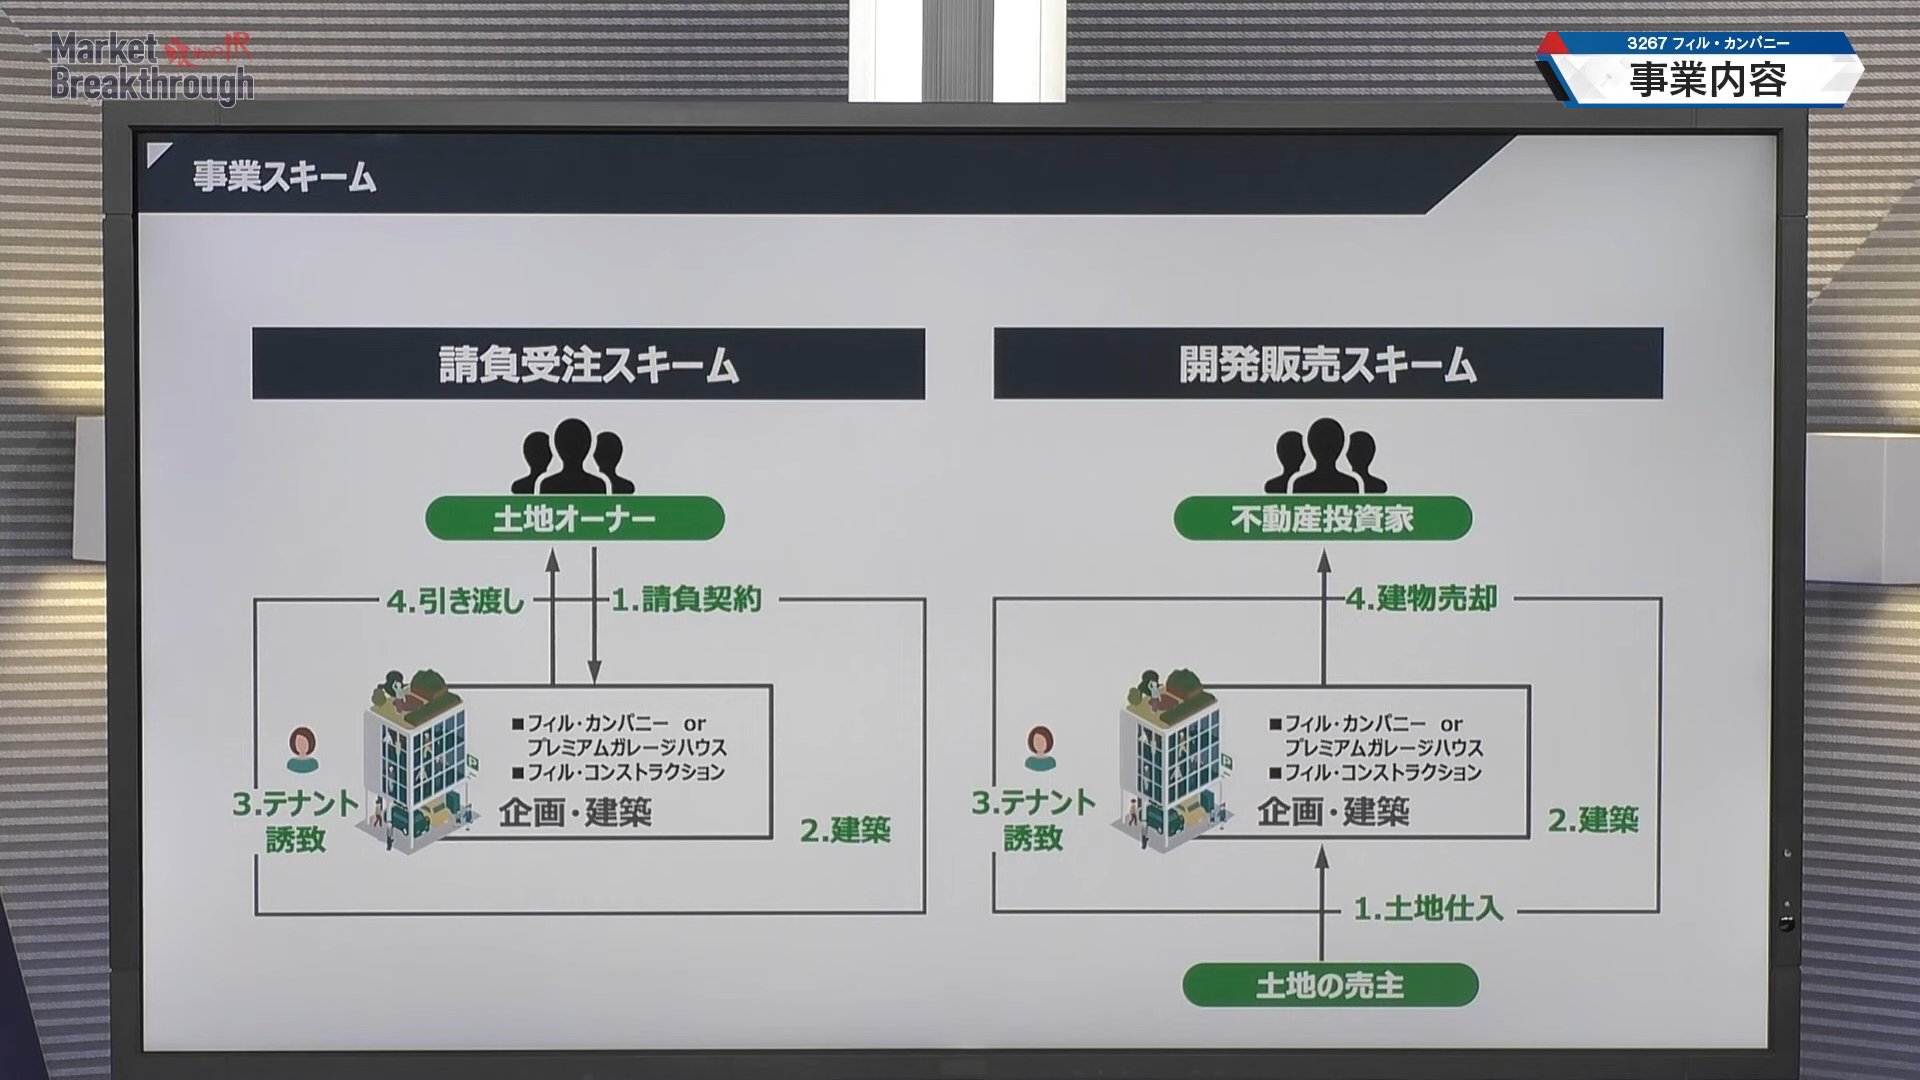 Market 攻めのIR
Breakthrough
3267 フィル・カンパニー
事業内容
事業スキーム
請負受注スキーム
土地オーナー
4.引き渡し
1.請負契約
■フィル・カンパニー or
プレミアムガレージハウス
■フィル・コンストラクション
企画・建築
3.テナント
誘致
2.建築
開発販売スキーム
不動産投資家
4.建物売却
■フィル・カンパニー or
プレミアムガレージハウス
■フィル・コンストラクション
企画・建築
3.テナント
誘致
2.建築
1.土地仕入
土地の売主